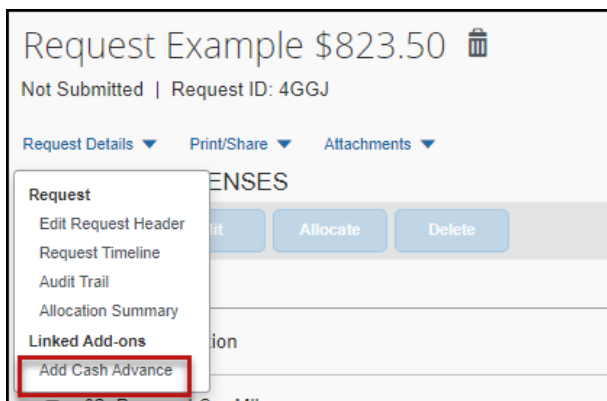 Request Example $823.50
Not Submitted | Request ID: 4GGJ
Request Details Print/Share Attachments
ENSES
Request
Edit Request Header
Allocate Delete
Request Timeline
Audit Trail
Allocation Summary
Linked Add-ons
ion
Add Cash Advance